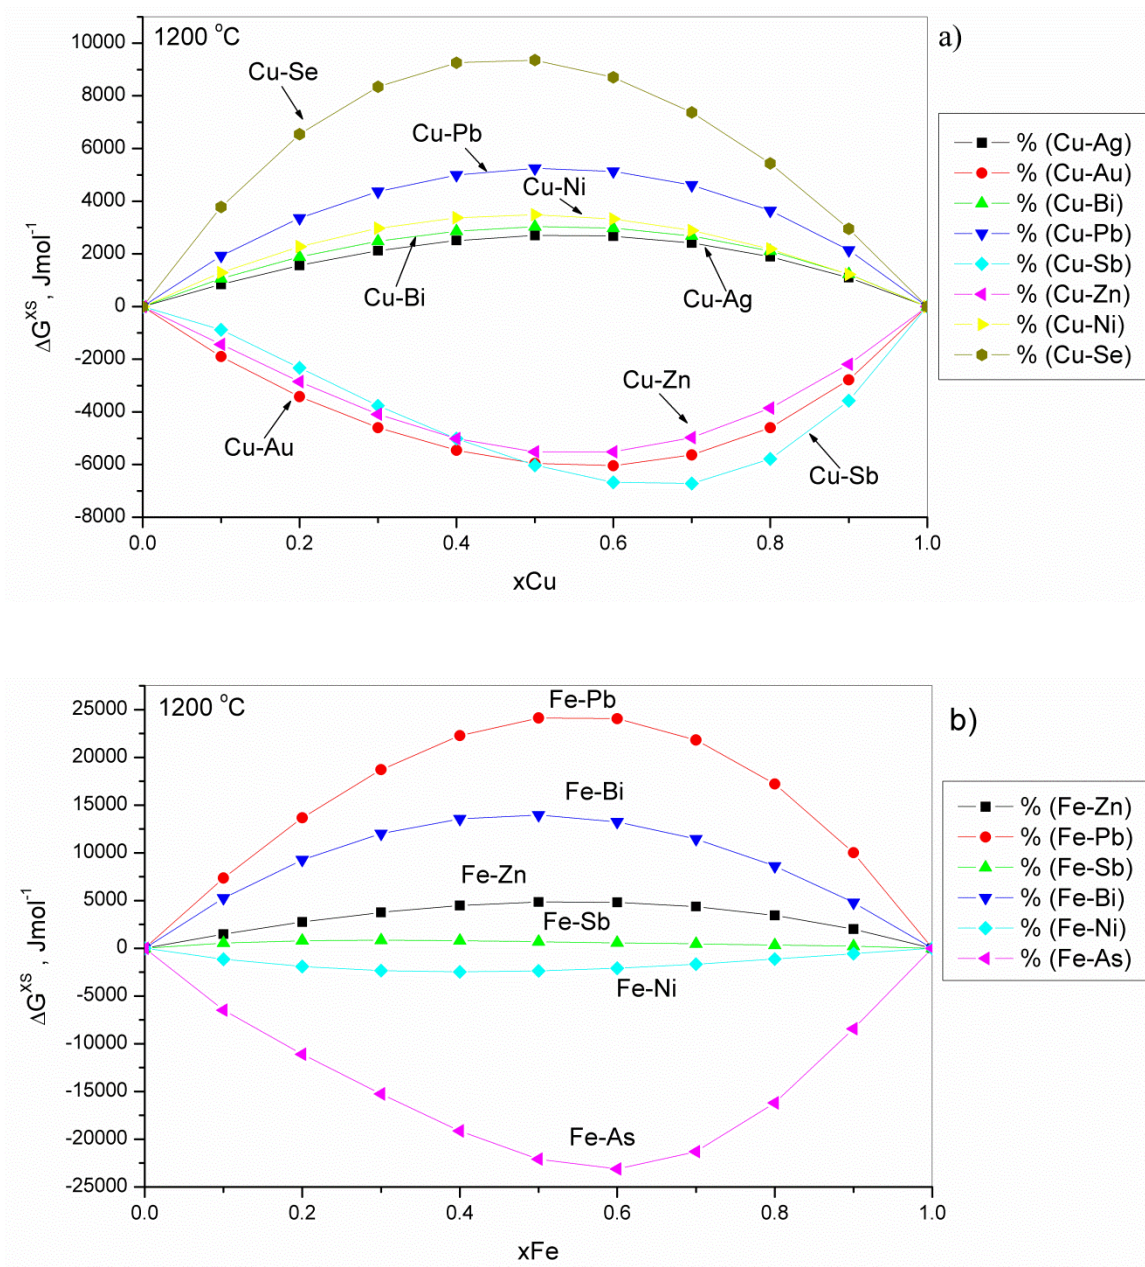 1200 °C
a)
10000
8000
6000
4000
2000
0
-2000
-4000
-6000
-8000
ΔGˣˢ, Jmol⁻¹
Cu-Se
Cu-Pb
Cu-Ni
Cu-Bi
Cu-Ag
Cu-Zn
Cu-Au
Cu-Sb
% (Cu-Ag)
% (Cu-Au)
% (Cu-Bi)
% (Cu-Pb)
% (Cu-Sb)
% (Cu-Zn)
% (Cu-Ni)
% (Cu-Se)
0.0 0.2 0.4 0.6 0.8 1.0
xCu
1200 °C
b)
25000
20000
15000
10000
5000
0
-5000
-10000
-15000
-20000
-25000
ΔGˣˢ, Jmol⁻¹
Fe-Pb
Fe-Bi
Fe-Zn
Fe-Sb
Fe-Ni
Fe-As
% (Fe-Zn)
% (Fe-Pb)
% (Fe-Sb)
% (Fe-Bi)
% (Fe-Ni)
% (Fe-As)
0.0 0.2 0.4 0.6 0.8 1.0
xFe